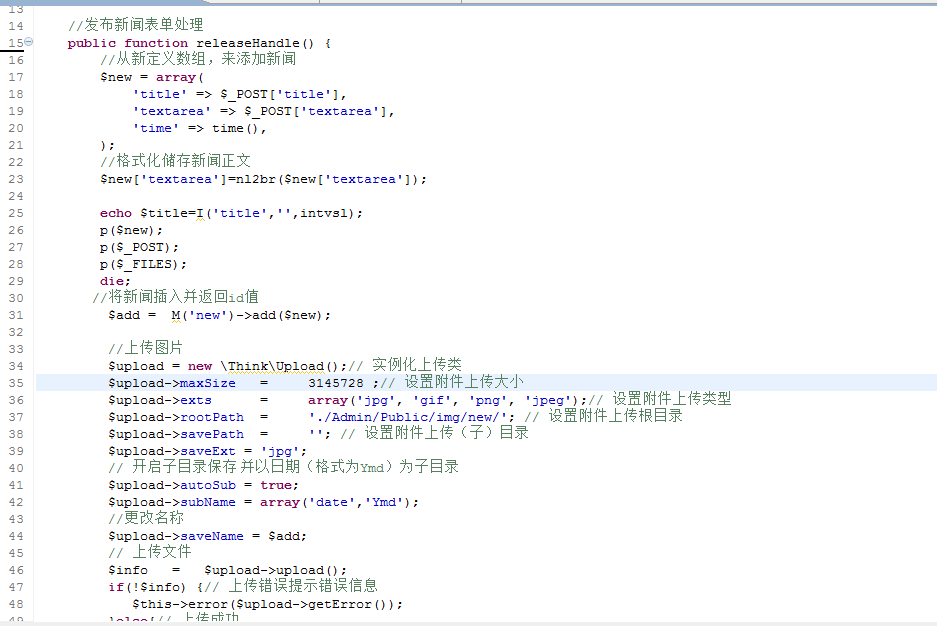 13
14 //发布新闻表单处理
15 public function releaseHandle() {
16 //从新定义数组，来添加新闻
17 $new = array(
18 'title' => $_POST['title'],
19 'textarea' => $_POST['textarea'],
20 'time' => time(),
21 );
22 //格式化储存新闻正文
23 $new['textarea']=nl2br($new['textarea']);
24
25 echo $title=I('title','',intvsl);
26 p($new);
27 p($_POST);
28 p($_FILES);
29 die;
30 //将新闻插入并返回id值
31 $add = M('new')->add($new);
32
33 //上传图片
34 $upload = new \Think\Upload();// 实例化上传类
35 $upload->maxSize = 3145728 ;// 设置附件上传大小
36 $upload->exts = array('jpg', 'gif', 'png', 'jpeg');// 设置附件上传类型
37 $upload->rootPath = './Admin/Public/img/new/'; // 设置附件上传根目录
38 $upload->savePath = ''; // 设置附件上传（子）目录
39 $upload->saveExt = 'jpg';
40 // 开启子目录保存 并以日期（格式为Ymd）为子目录
41 $upload->autoSub = true;
42 $upload->subName = array('date','Ymd');
43 //更改名称
44 $upload->saveName = $add;
45 // 上传文件
46 $info = $upload->upload();
47 if(!$info) {// 上传错误提示错误信息
48 $this->error($upload->getError());
49 }else{// 上传成功